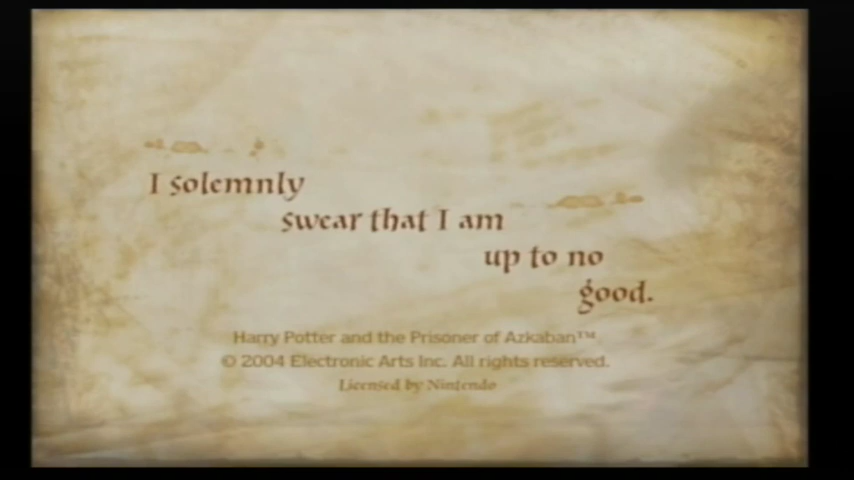 I solemnly
swear that I am
up to no
good.
Harry Potter and the Prisoner of Azkaban™
© 2004 Electronic Arts Inc. All rights reserved.
Licensed by Nintendo